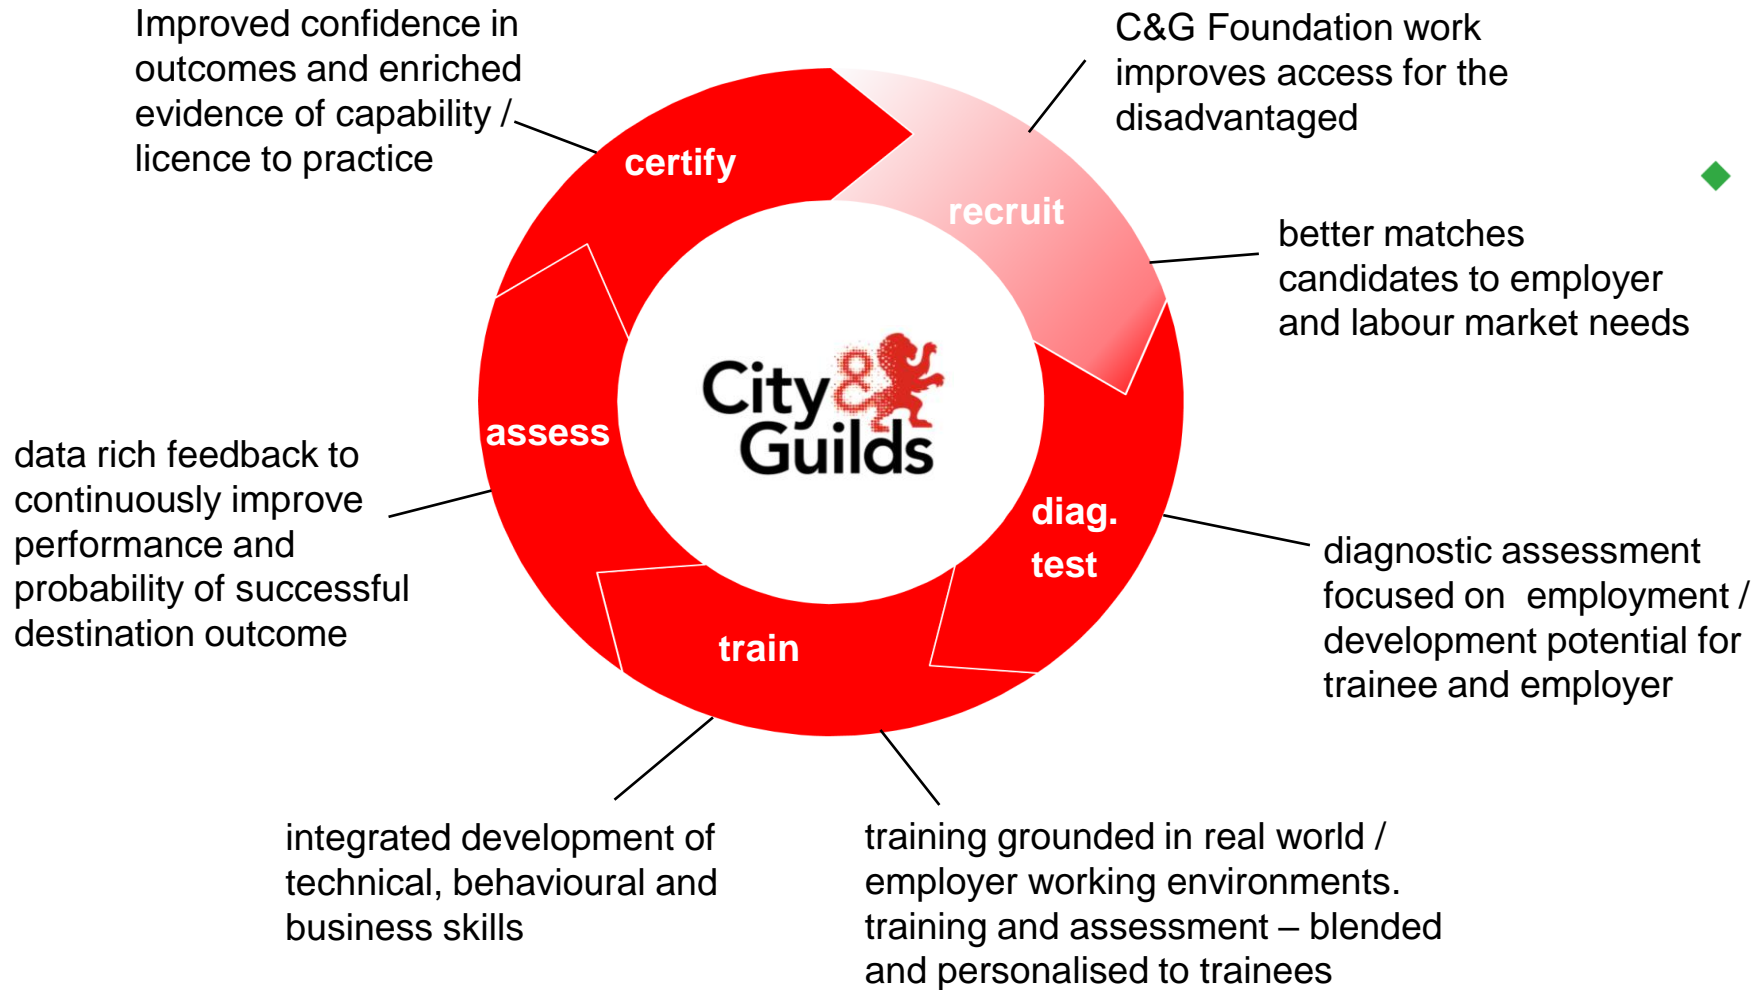 Improved confidence in
outcomes and enriched
evidence of capability /
licence to practice
C&G Foundation work
improves access for the
disadvantaged
certify
recruit
better matches
candidates to employer
and labour market needs
City&
Guilds
assess
data rich feedback to
continuously improve
performance and
probability of successful
destination outcome
diag.
test
diagnostic assessment
focused on  employment /
development potential for
trainee and employer
train
integrated development of
technical, behavioural and
business skills
training grounded in real world /
employer working environments.
training and assessment – blended
and personalised to trainees